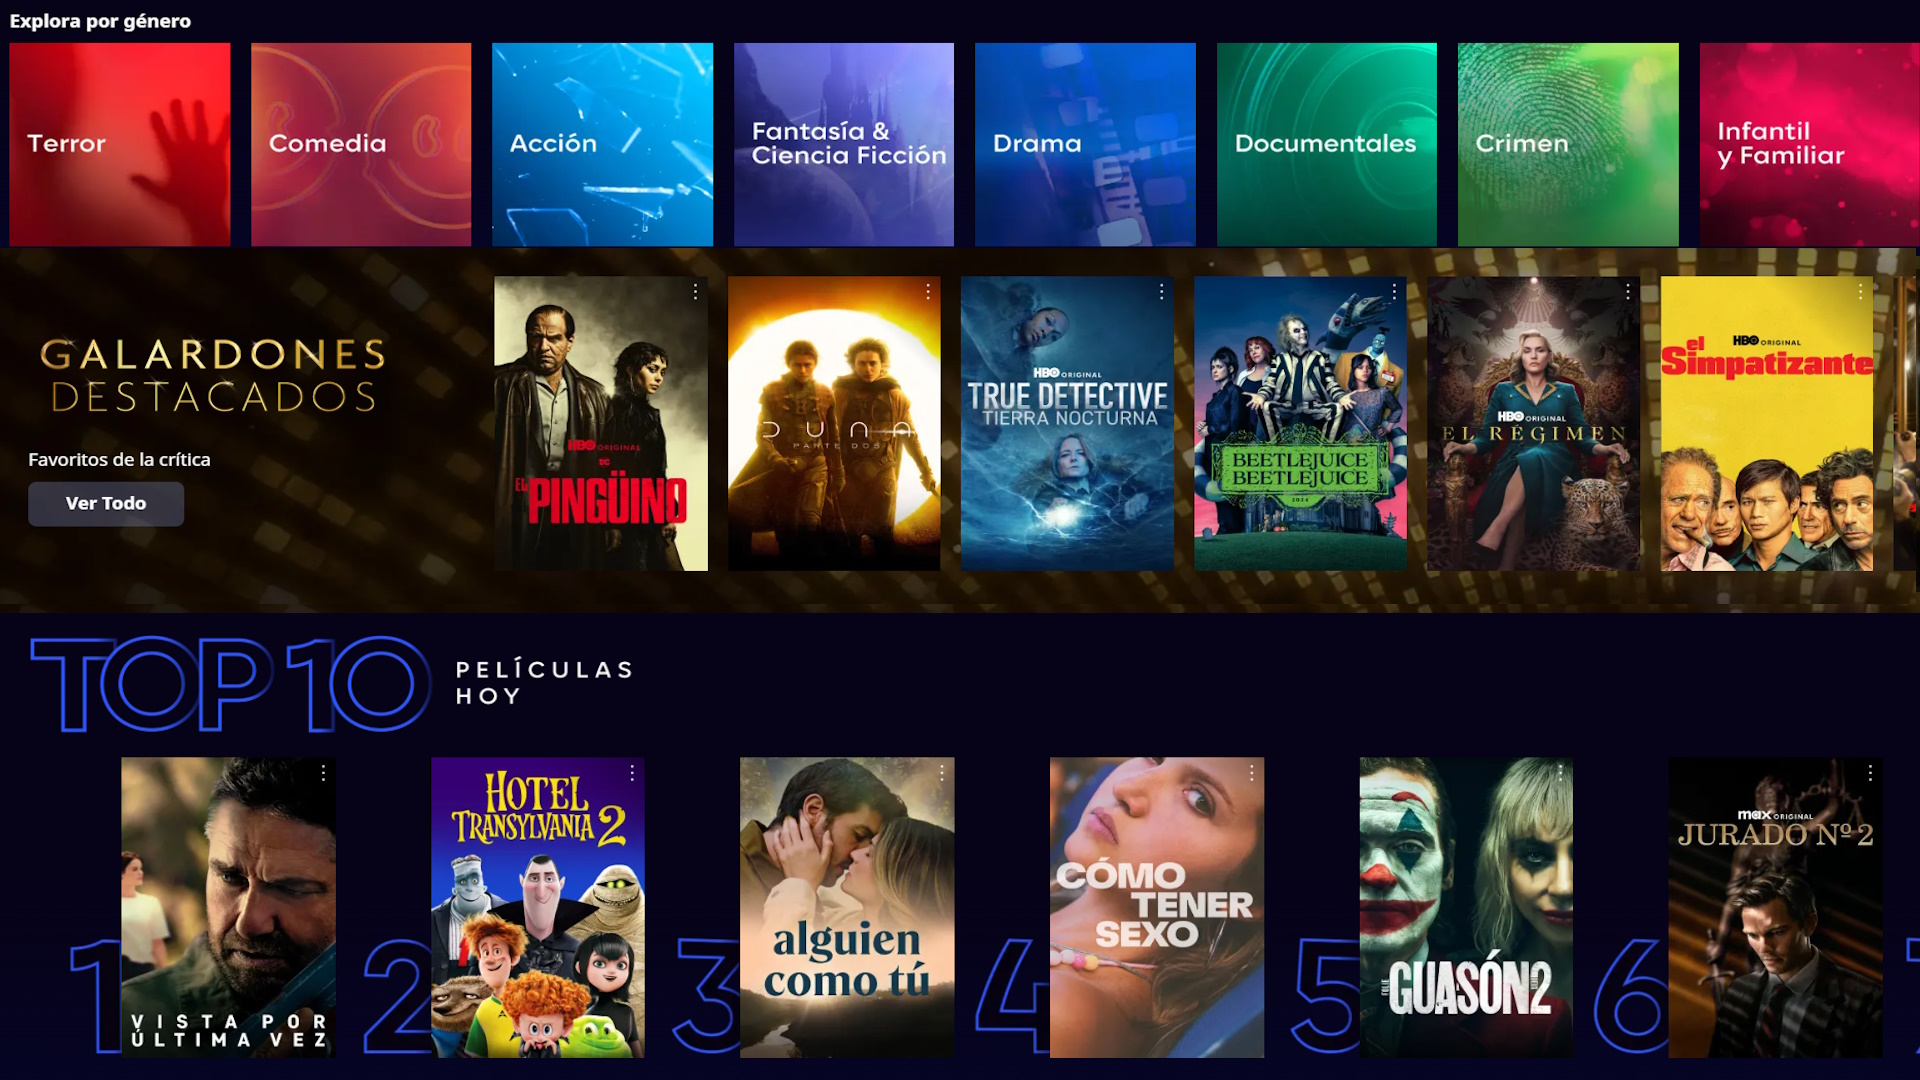 Explora por género
Terror
Comedia
Acción
Fantasía &
Ciencia Ficción
Drama
Documentales
Crimen
Infantil
y Familiar
GALARDONES
DESTACADOS
Favoritos de la crítica
Ver Todo
HBO ORIGINAL
DC
EL PINGÜINO
DUNA
PARTE DOS
HBO ORIGINAL
TRUE DETECTIVE
TIERRA NOCTURNA
BEETLEJUICE
BEETLEJUICE
2024
HBO ORIGINAL
EL RÉGIMEN
HBO ORIGINAL
el
Simpatizante
TOP 10
PELÍCULAS
HOY
1
VISTA POR
ÚLTIMA VEZ
2
HOTEL
TRANSYLVANIA 2
3
alguien
como tú
4
CÓMO
TENER
SEXO
5
GUASÓN 2
FOLIE
6
max ORIGINAL
JURADO Nº 2